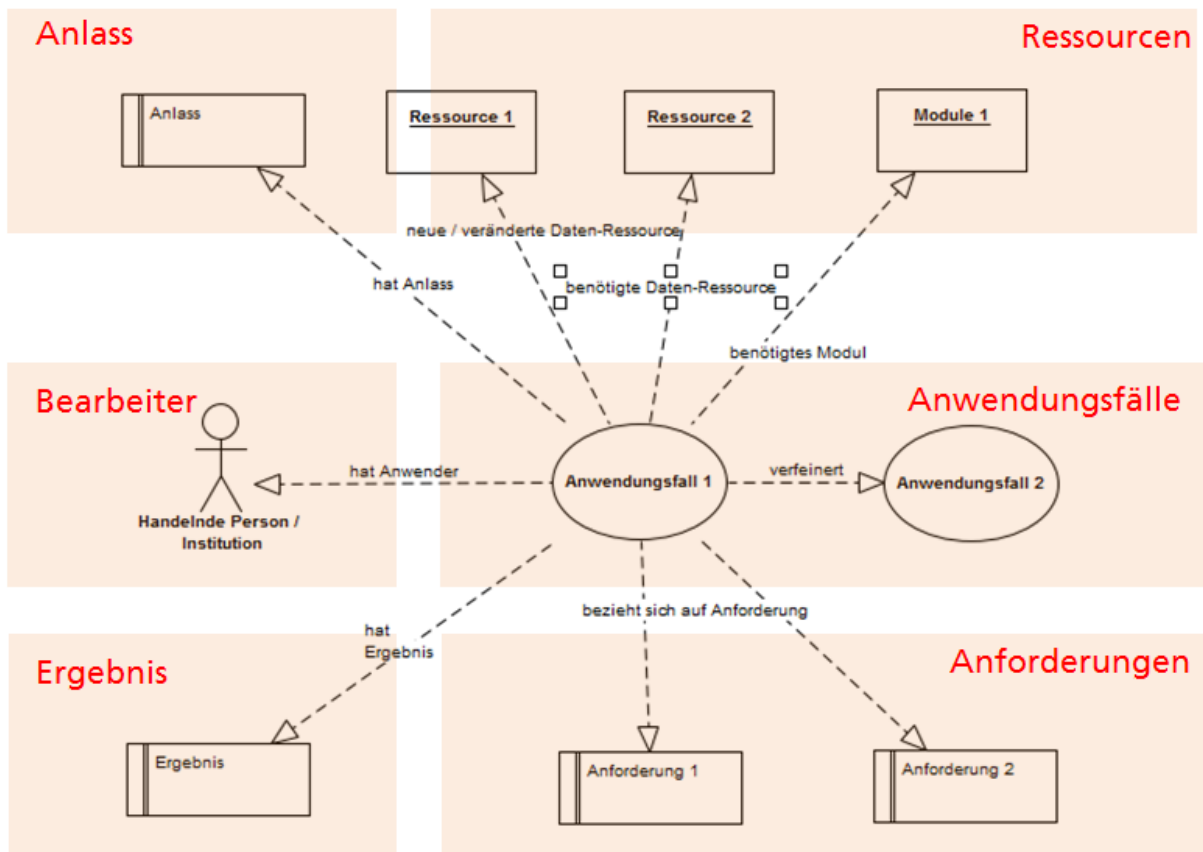 Anlass
Ressourcen
Anlass
Ressource 1
Ressource 2
Module 1
neue / veränderte Daten-Ressource
hat Anlass
benötigte Daten-Ressource
benötigtes Modul
Bearbeiter
Anwendungsfälle
hat Anwender
Anwendungsfall 1
verfeinert
Anwendungsfall 2
Handelnde Person /
Institution
bezieht sich auf Anforderung
hat
Ergebnis
Ergebnis
Anforderungen
Ergebnis
Anforderung 1
Anforderung 2